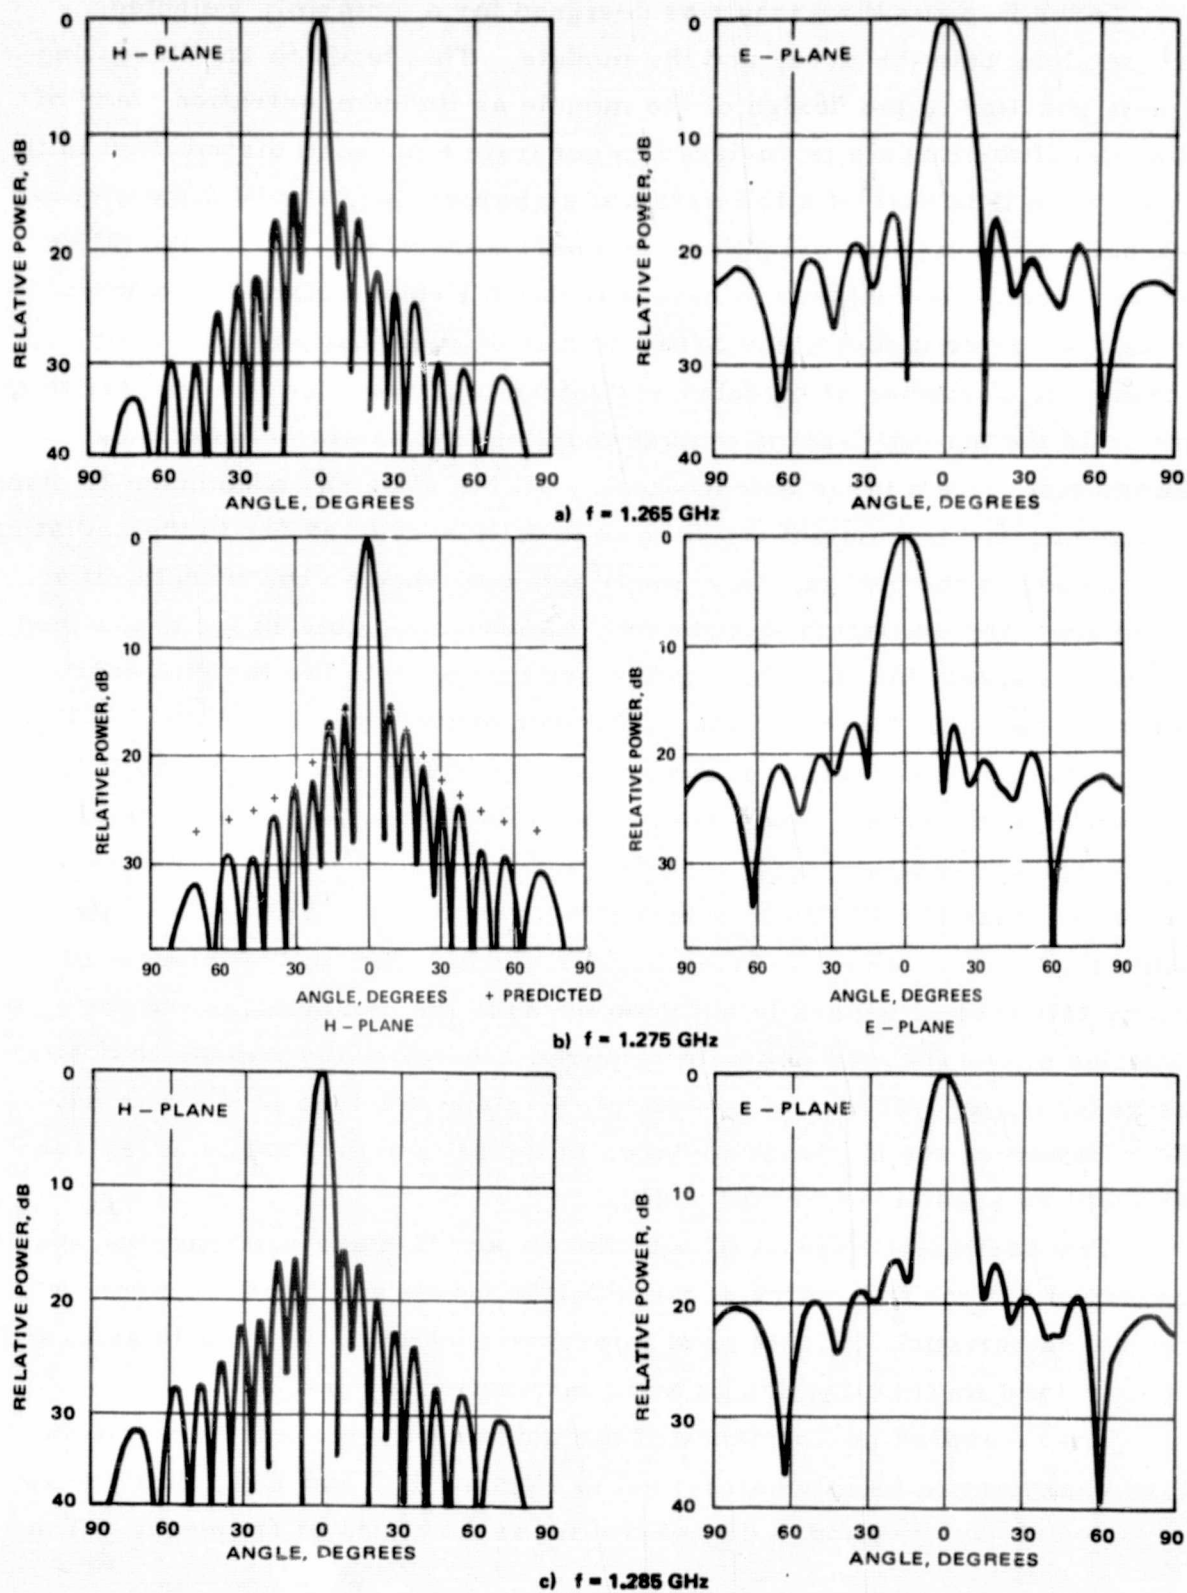 H – PLANE
0
10
20
30
40
RELATIVE POWER, dB
90 60 30 0 30 60 90
ANGLE, DEGREES
E – PLANE
0
10
20
30
40
RELATIVE POWER, dB
90 60 30 0 30 60 90
ANGLE, DEGREES
a) f = 1.265 GHz
0
10
20
30
RELATIVE POWER, dB
90 60 30 0 30 60 90
ANGLE, DEGREES + PREDICTED
H – PLANE
0
10
20
30
RELATIVE POWER, dB
90 60 30 0 30 60 90
ANGLE, DEGREES
E – PLANE
b) f = 1.275 GHz
H – PLANE
0
10
20
30
40
RELATIVE POWER, dB
90 60 30 0 30 60 90
ANGLE, DEGREES
E – PLANE
0
10
20
30
40
RELATIVE POWER, dB
90 60 30 0 30 60 90
ANGLE, DEGREES
c) f = 1.285 GHz